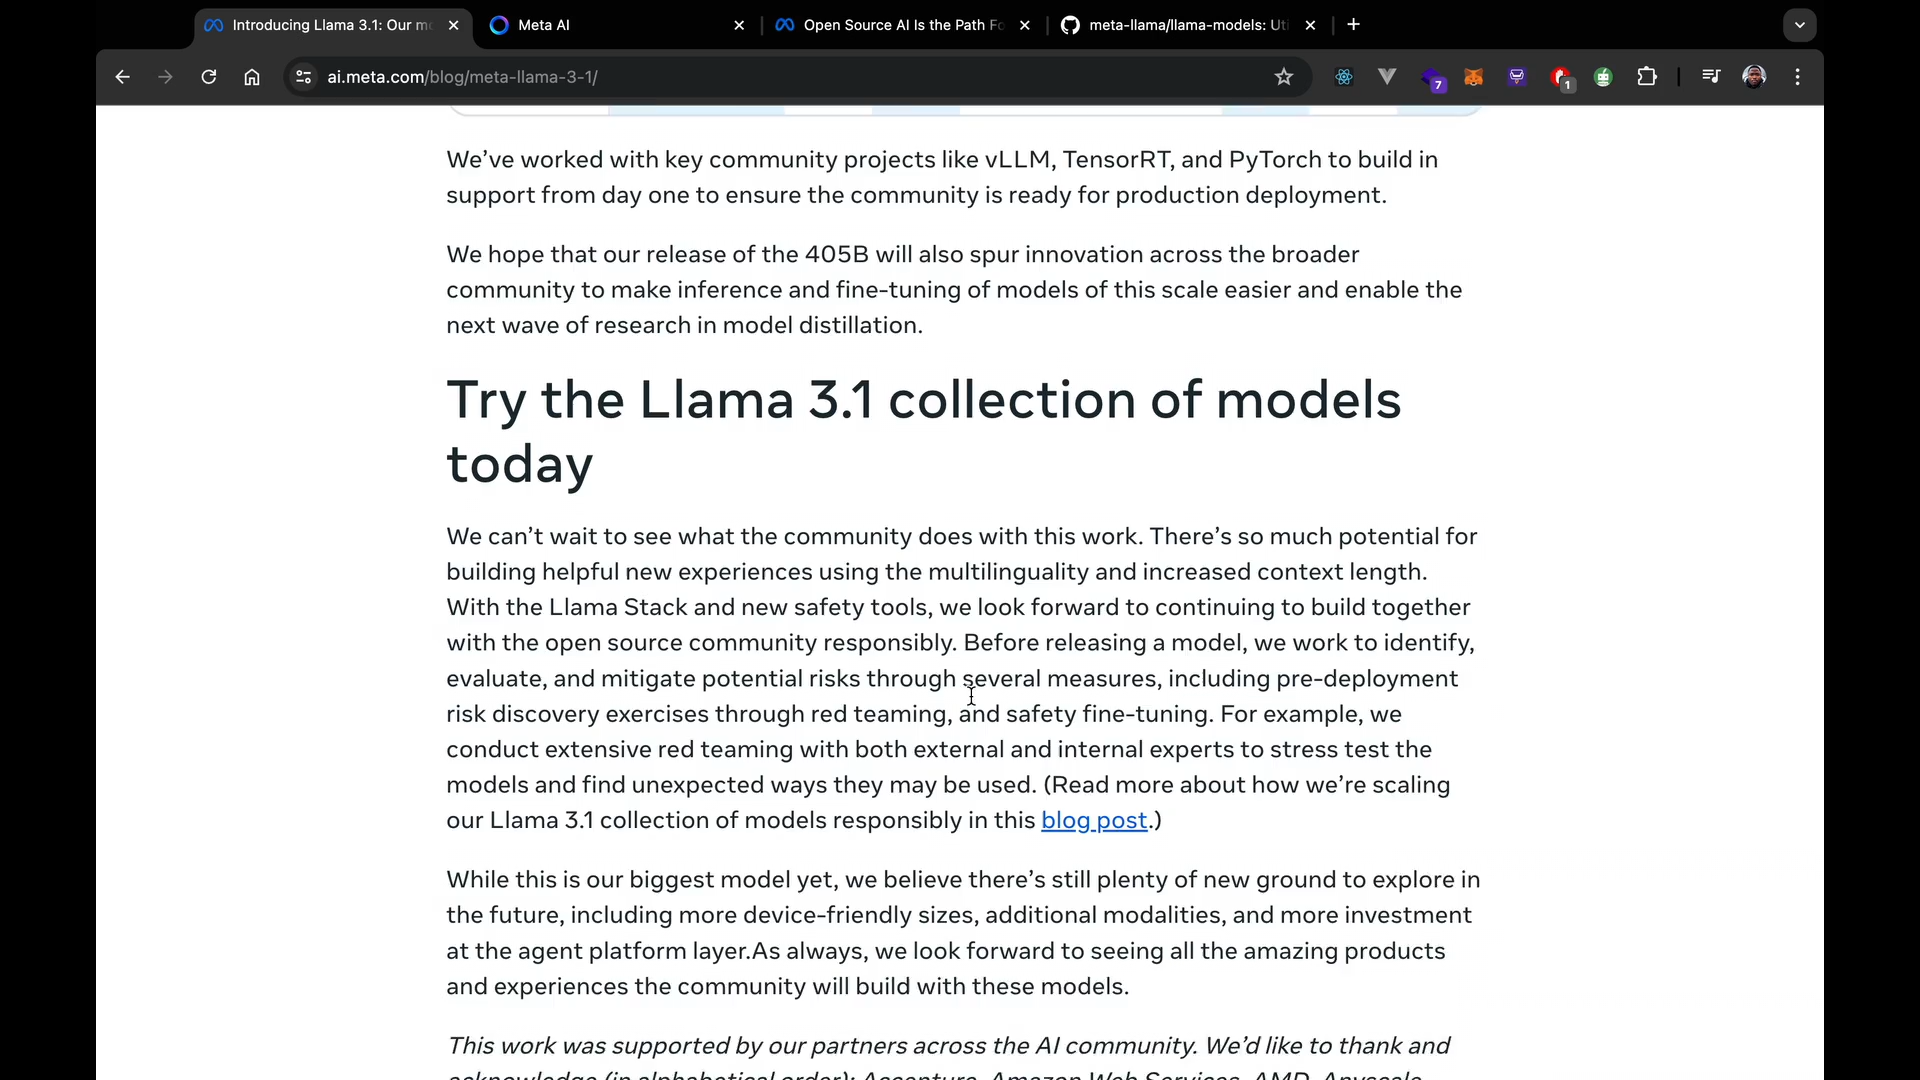 Introducing Llama 3.1: Our mo
Meta AI
Open Source AI Is the Path Fo
meta-llama/llama-models: Uti
ai.meta.com/blog/meta-llama-3-1/
7
1
We’ve worked with key community projects like vLLM, TensorRT, and PyTorch to build in
support from day one to ensure the community is ready for production deployment.
We hope that our release of the 405B will also spur innovation across the broader
community to make inference and fine-tuning of models of this scale easier and enable the
next wave of research in model distillation.
Try the Llama 3.1 collection of models
today
We can’t wait to see what the community does with this work. There’s so much potential for
building helpful new experiences using the multilinguality and increased context length.
With the Llama Stack and new safety tools, we look forward to continuing to build together
with the open source community responsibly. Before releasing a model, we work to identify,
evaluate, and mitigate potential risks through several measures, including pre-deployment
risk discovery exercises through red teaming, and safety fine-tuning. For example, we
conduct extensive red teaming with both external and internal experts to stress test the
models and find unexpected ways they may be used. (Read more about how we’re scaling
our Llama 3.1 collection of models responsibly in this blog post.)
While this is our biggest model yet, we believe there’s still plenty of new ground to explore in
the future, including more device-friendly sizes, additional modalities, and more investment
at the agent platform layer.As always, we look forward to seeing all the amazing products
and experiences the community will build with these models.
This work was supported by our partners across the AI community. We’d like to thank and
acknowledge (in alphabetical order): Accenture, Amazon Web Services, AMD, Anyscale,